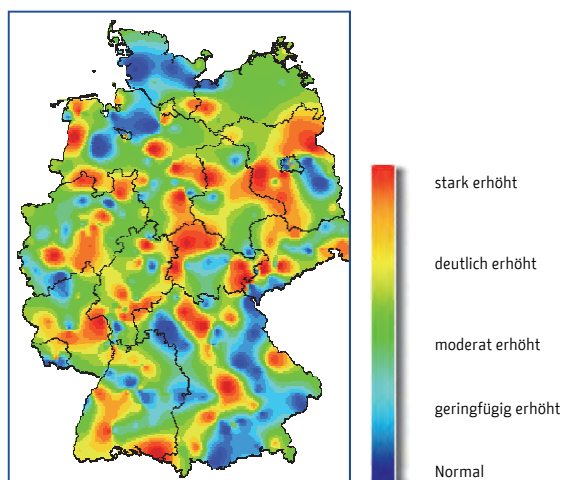 stark erhöht
deutlich erhöht
moderat erhöht
geringfügig erhöht
Normal